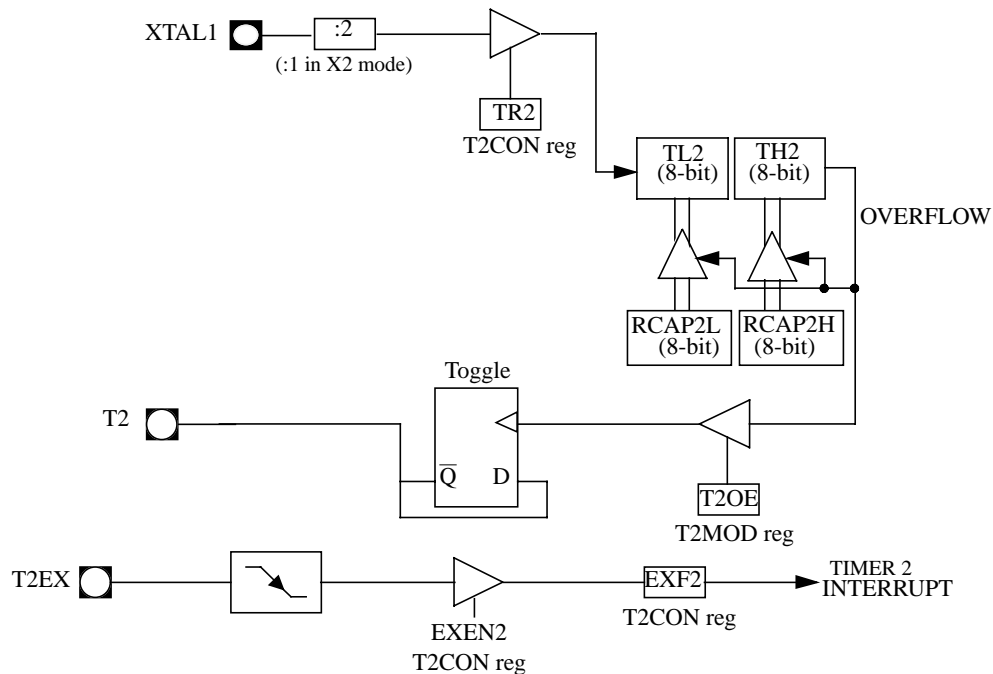 XTAL1
:2
(:1 in X2 mode)
TR2
T2CON reg
TL2
(8-bit)
TH2
(8-bit)
OVERFLOW
RCAP2L
(8-bit)
RCAP2H
(8-bit)
Toggle
T2
Q̅
D
T2OE
T2MOD reg
T2EX
EXEN2
T2CON reg
EXF2
T2CON reg
TIMER 2
INTERRUPT